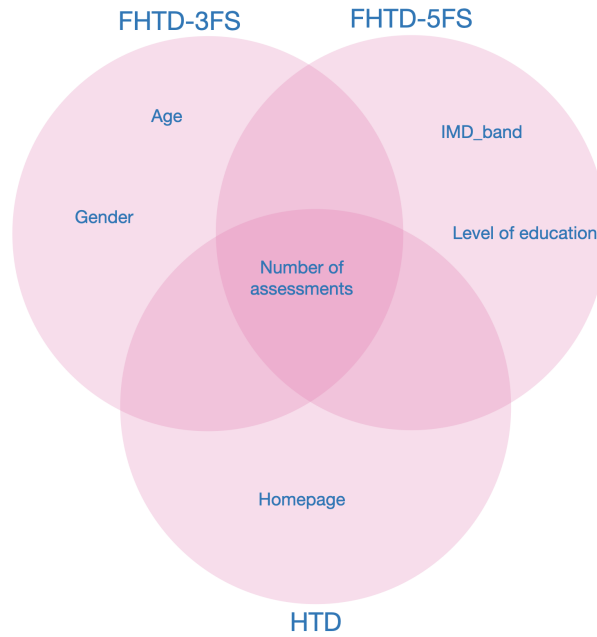 FHTD-3FS
FHTD-5FS
Age
IMD_band
Gender
Level of education
Number of
assessments
Homepage
HTD